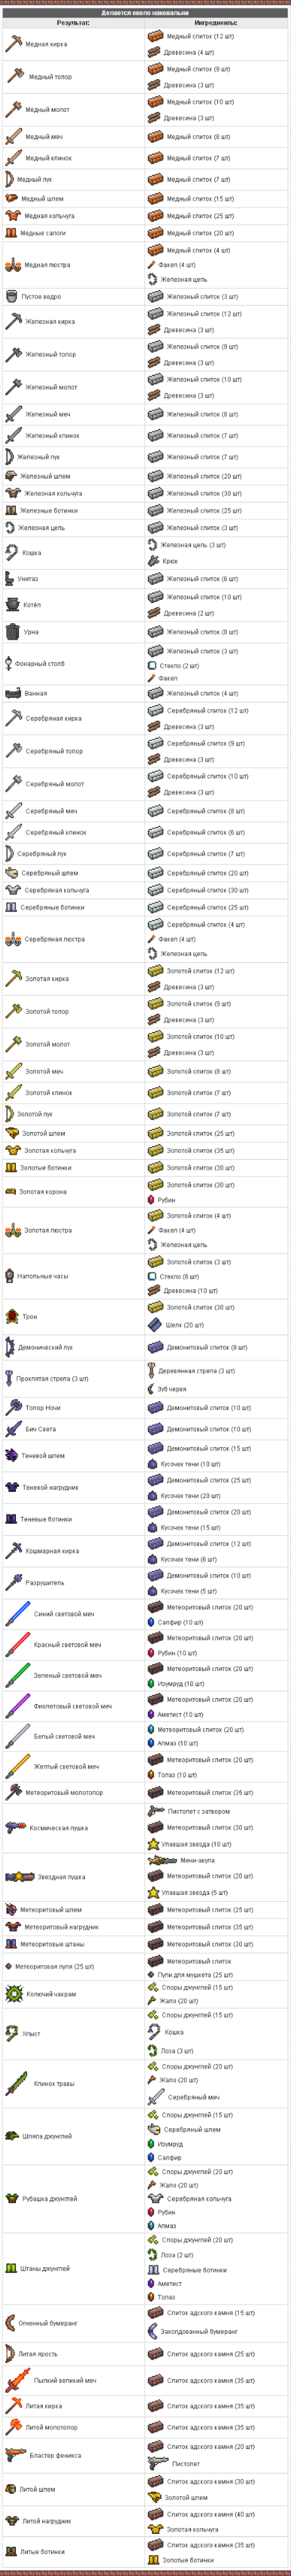 Делается около наковальни
Результат: Ингредиенты:
Медная кирка
Медный слиток (12 шт)
Древесина (4 шт)
Медный топор
Медный слиток (9 шт)
Древесина (3 шт)
Медный молот
Медный слиток (10 шт)
Древесина (3 шт)
Медный меч
Медный слиток (8 шт)
Медный клинок
Медный слиток (7 шт)
Медный лук
Медный слиток (7 шт)
Медный шлем
Медный слиток (15 шт)
Медная кольчуга
Медный слиток (25 шт)
Медные сапоги
Медный слиток (20 шт)
Медная люстра
Медный слиток (4 шт)
Факел (4 шт)
Железная цепь
Пустое ведро
Железный слиток (3 шт)
Железная кирка
Железный слиток (12 шт)
Древесина (3 шт)
Железный топор
Железный слиток (9 шт)
Древесина (3 шт)
Железный молот
Железный слиток (10 шт)
Древесина (3 шт)
Железный меч
Железный слиток (8 шт)
Железный клинок
Железный слиток (7 шт)
Железный лук
Железный слиток (7 шт)
Железный шлем
Железный слиток (20 шт)
Железная кольчуга
Железный слиток (30 шт)
Железные ботинки
Железный слиток (25 шт)
Железная цепь
Железный слиток (3 шт)
Кошка
Железная цепь (3 шт)
Крюк
Унитаз
Железный слиток (6 шт)
Котёл
Железный слиток (10 шт)
Древесина (2 шт)
Урна
Железный слиток (8 шт)
Фонарный столб
Железный слиток (3 шт)
Стекло (2 шт)
Факел
Ванная
Железный слиток (4 шт)
Серебряная кирка
Серебряный слиток (12 шт)
Древесина (3 шт)
Серебряный топор
Серебряный слиток (9 шт)
Древесина (3 шт)
Серебряный молот
Серебряный слиток (10 шт)
Древесина (3 шт)
Серебряный меч
Серебряный слиток (8 шт)
Серебряный клинок
Серебряный слиток (6 шт)
Серебряный лук
Серебряный слиток (7 шт)
Серебряный шлем
Серебряный слиток (20 шт)
Серебряная кольчуга
Серебряный слиток (30 шт)
Серебряные ботинки
Серебряный слиток (25 шт)
Серебряная люстра
Серебряный слиток (4 шт)
Факел (4 шт)
Железная цепь
Золотая кирка
Золотой слиток (12 шт)
Древесина (3 шт)
Золотой топор
Золотой слиток (9 шт)
Древесина (3 шт)
Золотой молот
Золотой слиток (10 шт)
Древесина (3 шт)
Золотой меч
Золотой слиток (8 шт)
Золотой клинок
Золотой слиток (7 шт)
Золотой лук
Золотой слиток (7 шт)
Золотой шлем
Золотой слиток (25 шт)
Золотая кольчуга
Золотой слиток (35 шт)
Золотые ботинки
Золотой слиток (30 шт)
Золотая корона
Золотой слиток (30 шт)
Рубин
Золотая люстра
Золотой слиток (4 шт)
Факел (4 шт)
Железная цепь
Напольные часы
Золотой слиток (3 шт)
Стекло (6 шт)
Древесина (10 шт)
Трон
Золотой слиток (30 шт)
Шелк (20 шт)
Демонический лук
Демонитовый слиток (8 шт)
Проклятая стрела (3 шт)
Деревянная стрела (3 шт)
Зуб червя
Топор Ночи
Демонитовый слиток (10 шт)
Бич Света
Демонитовый слиток (10 шт)
Теневой шлем
Демонитовый слиток (15 шт)
Кусочек тени (10 шт)
Теневой нагрудник
Демонитовый слиток (25 шт)
Кусочек тени (20 шт)
Теневые ботинки
Демонитовый слиток (20 шт)
Кусочек тени (15 шт)
Кошмарная кирка
Демонитовый слиток (12 шт)
Кусочек тени (6 шт)
Разрушитель
Демонитовый слиток (10 шт)
Кусочек тени (5 шт)
Синий световой меч
Метеоритовый слиток (20 шт)
Сапфир (10 шт)
Красный световой меч
Метеоритовый слиток (20 шт)
Рубин (10 шт)
Зеленый световой меч
Метеоритовый слиток (20 шт)
Изумруд (10 шт)
Фиолетовый световой меч
Метеоритовый слиток (20 шт)
Аметист (10 шт)
Белый световой меч
Метеоритовый слиток (20 шт)
Алмаз (10 шт)
Желтый световой меч
Метеоритовый слиток (20 шт)
Топаз (10 шт)
Метеоритовый молотопор
Метеоритовый слиток (35 шт)
Космическая пушка
Пистолет с затвором
Метеоритовый слиток (30 шт)
Упавшая звезда (10 шт)
Звездная пушка
Мини-акула
Метеоритовый слиток (20 шт)
Упавшая звезда (5 шт)
Метеоритовый шлем
Метеоритовый слиток (25 шт)
Метеоритовый нагрудник
Метеоритовый слиток (35 шт)
Метеоритовые штаны
Метеоритовый слиток (30 шт)
Метеоритовая пуля (25 шт)
Метеоритовый слиток
Пули для мушкета (25 шт)
Колючий чакрам
Споры джунглей (15 шт)
Жало (20 шт)
Хлыст
Споры джунглей (15 шт)
Кошка
Лоза (3 шт)
Клинок травы
Споры джунглей (20 шт)
Жало (20 шт)
Серебряный меч
Шляпа джунглей
Споры джунглей (15 шт)
Серебряный шлем
Изумруд
Сапфир
Рубашка джунглей
Споры джунглей (20 шт)
Жало (20 шт)
Серебряная кольчуга
Рубин
Алмаз
Штаны джунглей
Споры джунглей (20 шт)
Лоза (2 шт)
Серебряные ботинки
Аметист
Топаз
Огненный бумеранг
Слиток адского камня (15 шт)
Заколдованный бумеранг
Литая ярость
Слиток адского камня (25 шт)
Пылкий великий меч
Слиток адского камня (35 шт)
Литая кирка
Слиток адского камня (35 шт)
Литой молотопор
Слиток адского камня (35 шт)
Бластер феникса
Слиток адского камня (20 шт)
Пистолет
Литой шлем
Слиток адского камня (30 шт)
Золотой шлем
Литой нагрудник
Слиток адского камня (40 шт)
Золотая кольчуга
Литые ботинки
Слиток адского камня (35 шт)
Золотые ботинки